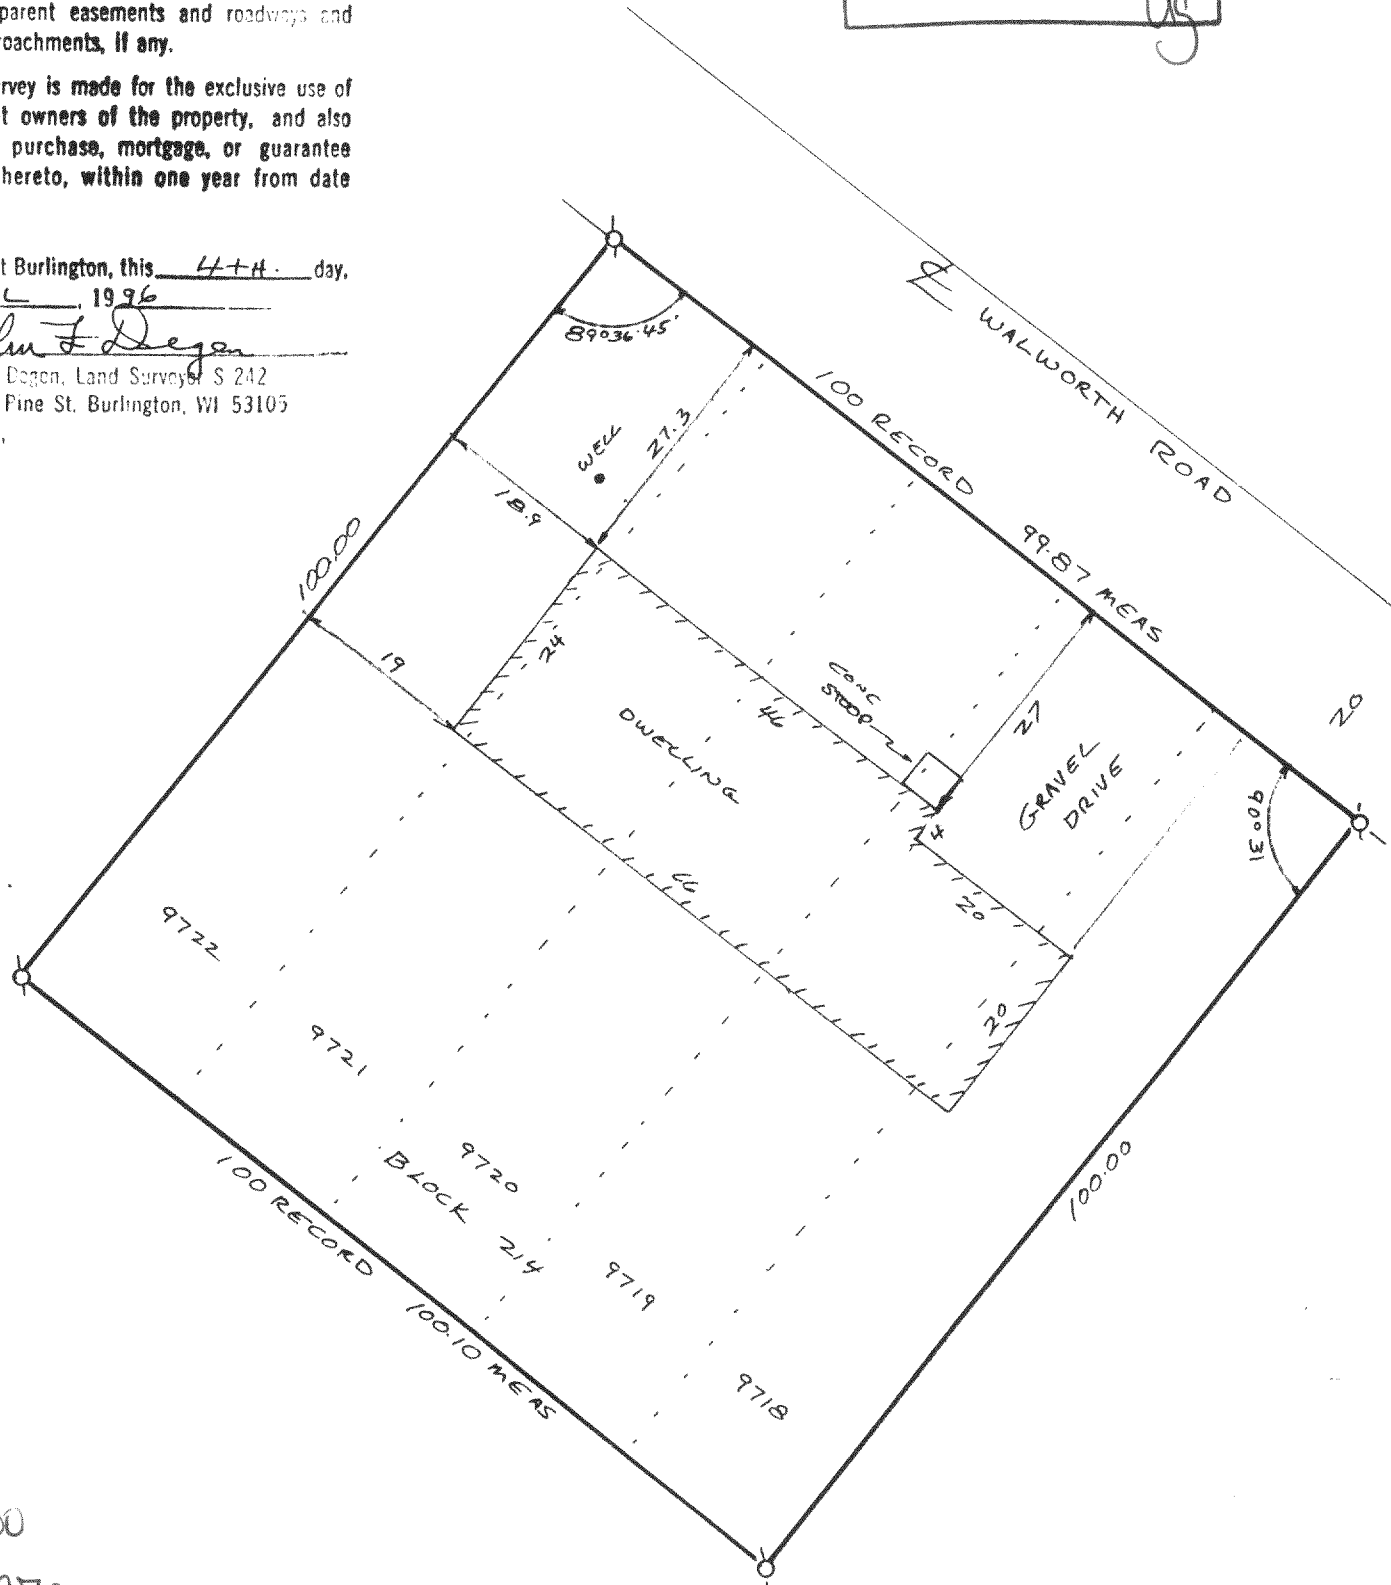 parent easements and roadways and
roachments, if any.
rvey is made for the exclusive use of
t owners of the property, and also
purchase, mortgage, or guarantee
hereto, within one year from date
t Burlington, this 4th. day,
1996
F Degen
Degen, Land Surveyor S 242
Pine St. Burlington, WI 53105
℄ WALWORTH ROAD
89°36'45"
100 RECORD
99.87 MEAS
WELL
27.3
18.9
100.00
19
24
46
DWELLING
CONC
STOOP
27
GRAVEL
DRIVE
20
90°31
4
20
66
20
9722
9721
9720
BLOCK 214
9719
9718
100.00
100 RECORD
100.10 MEAS